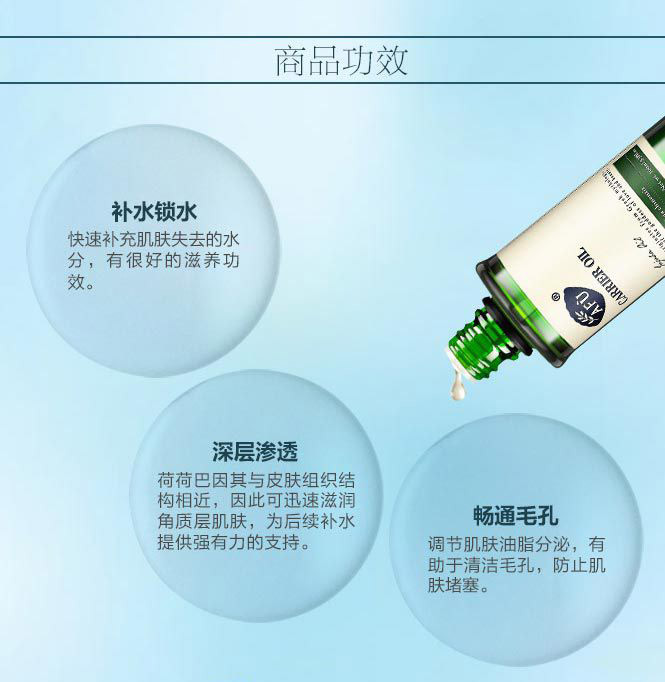 商品功效
补水锁水
快速补充肌肤失去的水
分，有很好的滋养功
效。
深层渗透
荷荷巴因其与皮肤组织结
构相近，因此可迅速滋润
角质层肌肤，为后续补水
提供强有力的支持。
畅通毛孔
调节肌肤油脂分泌，有
助于清洁毛孔，防止肌
肤堵塞。
AFU
®
CARRIER OIL